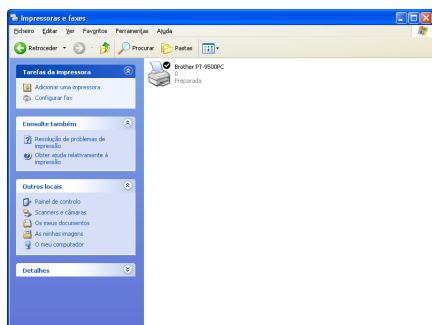 Impressoras e faxes
Ficheiro Editar Ver Favoritos Ferramentas Ajuda
Retroceder Procurar Pastas
Tarefas da impressora
Adicionar uma impressora
Configurar fax
Consulte também
Resolução de problemas de
impressão
Obter ajuda relativamente à
impressão
Outros locais
Painel de controlo
Scanners e câmaras
Os meus documentos
As minhas imagens
O meu computador
Detalhes
Brother PT-9500PC
0
Preparada